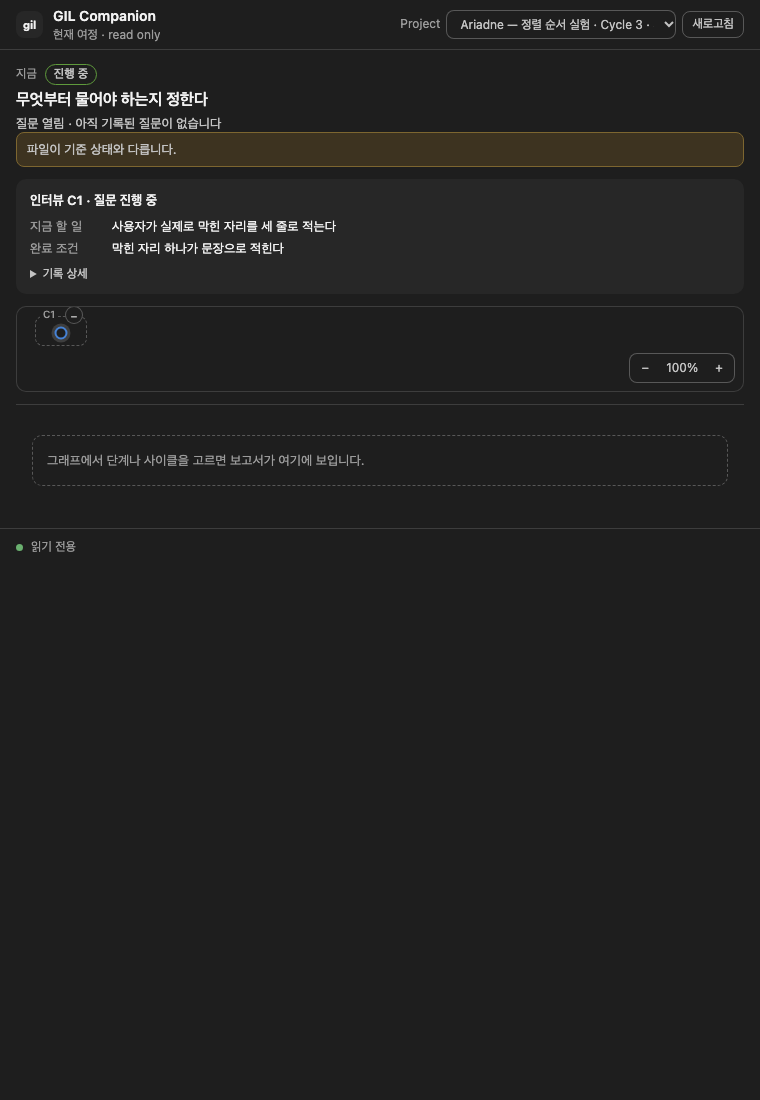 gil
GIL Companion
현재 여정 · read only
Project
Ariadne — 정렬 순서 실험 · Cycle 3 ·
새로고침
지금
진행 중
무엇부터 물어야 하는지 정한다
질문 열림 · 아직 기록된 질문이 없습니다
파일이 기준 상태와 다릅니다.
인터뷰 C1 · 질문 진행 중
지금 할 일 사용자가 실제로 막힌 자리를 세 줄로 적는다
완료 조건 막힌 자리 하나가 문장으로 적힌다
▶ 기록 상세
C1
− 100% +
그래프에서 단계나 사이클을 고르면 보고서가 여기에 보입니다.
읽기 전용